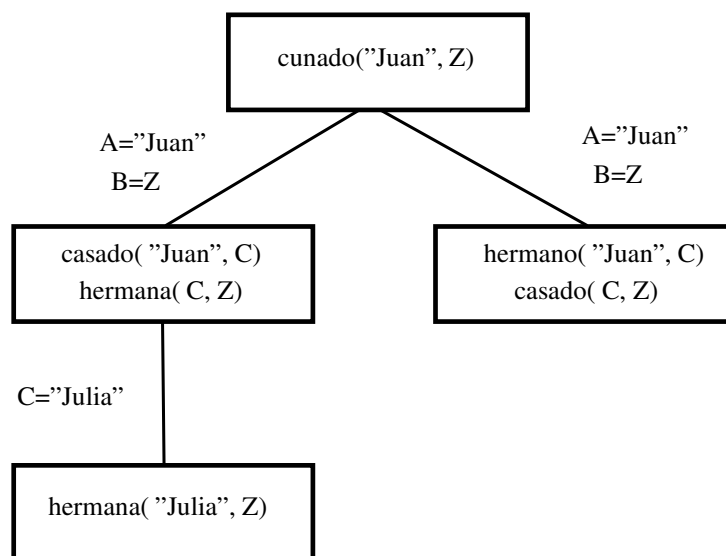 cunado("Juan", Z)
A="Juan"
B=Z
A="Juan"
B=Z
casado( "Juan", C)
hermana( C, Z)
hermano( "Juan", C)
casado( C, Z)
C="Julia"
hermana( "Julia", Z)